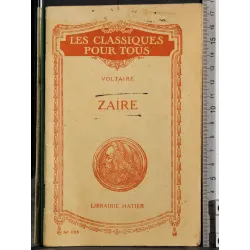 LES CLASSIQUES
POUR TOUS
VOLTAIRE
ZAIRE
LIBRAIRIE HATIER